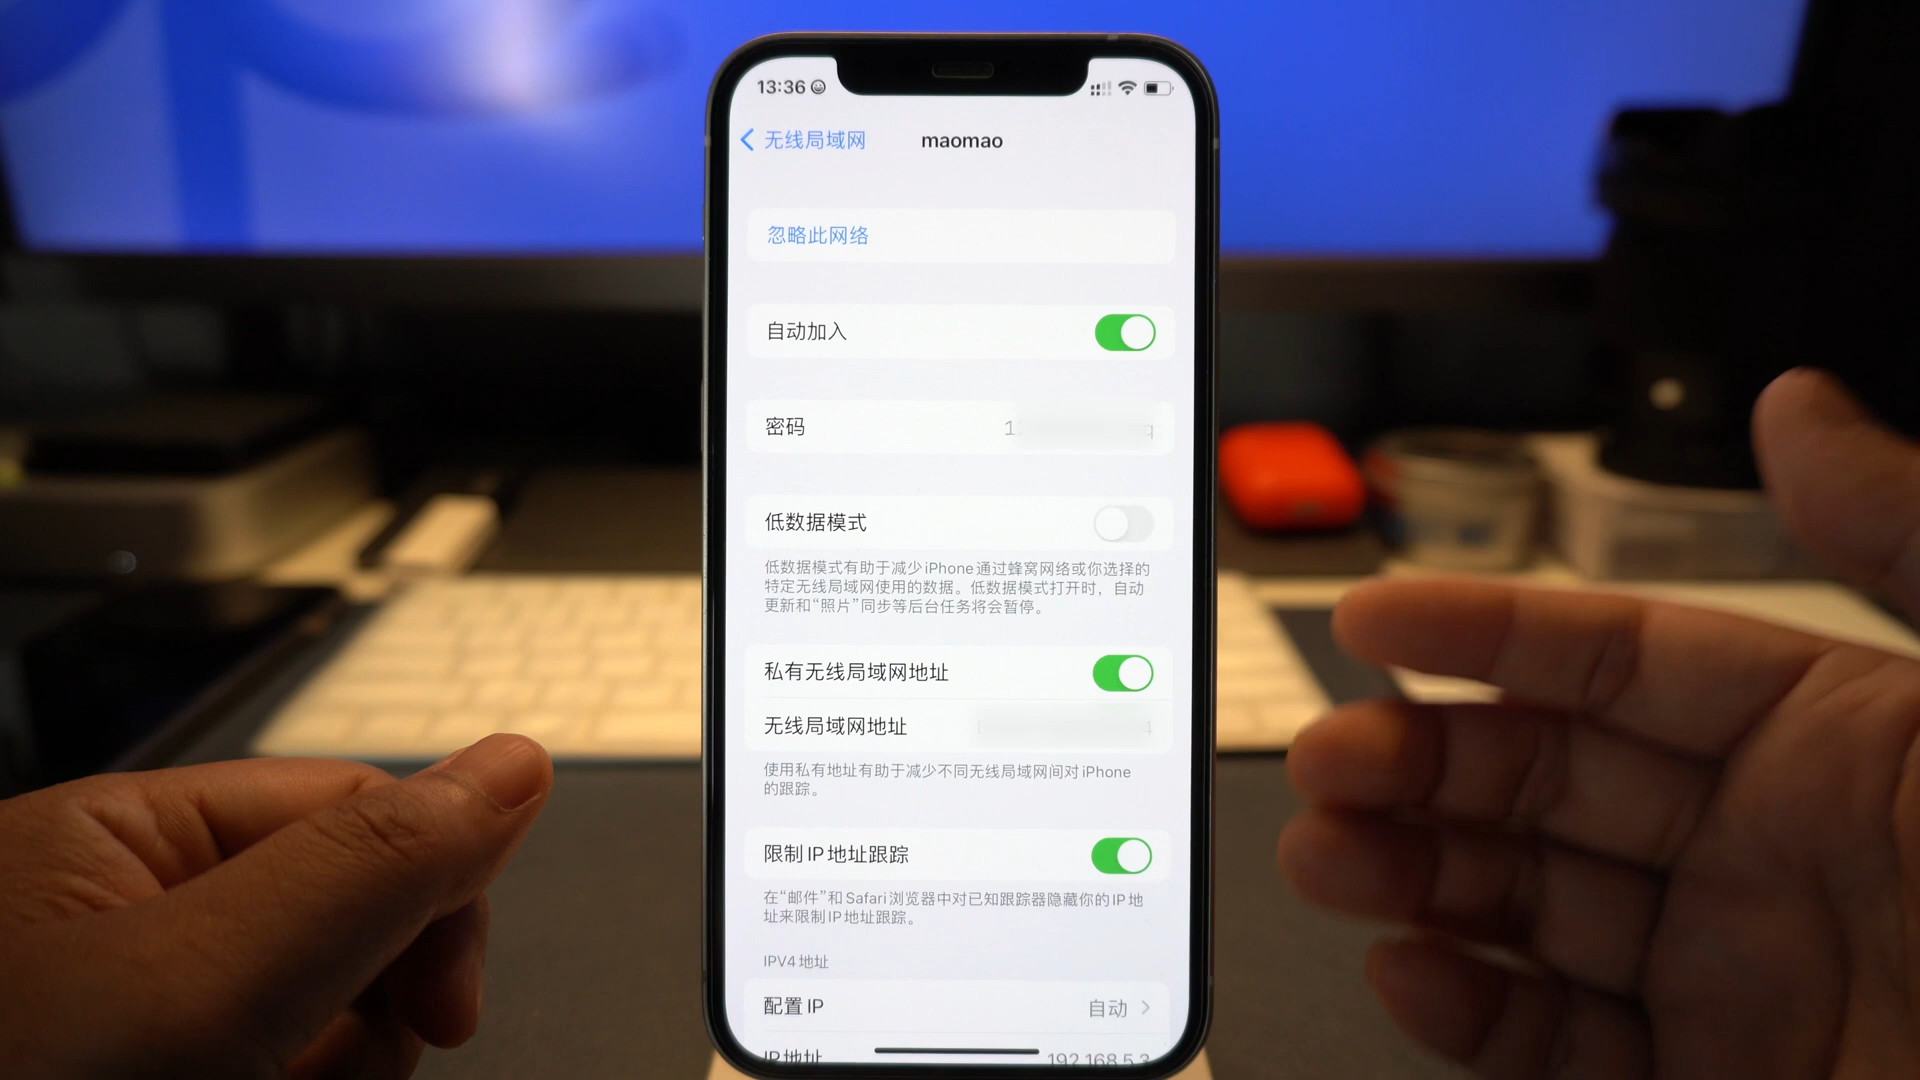 13:36
无线局域网
maomao
忽略此网络
自动加入
密码
低数据模式
低数据模式有助于减少iPhone通过蜂窝网络或你选择的
特定无线局域网使用的数据。低数据模式打开时，自动
更新和“照片”同步等后台任务将会暂停。
私有无线局域网地址
无线局域网地址
使用私有地址有助于减少不同无线局域网间对iPhone
的跟踪。
限制IP地址跟踪
在“邮件”和Safari浏览器中对已知跟踪器隐藏你的IP地
址来限制IP地址跟踪。
IPV4地址
配置IP 自动
IP地址 192.168.5.3